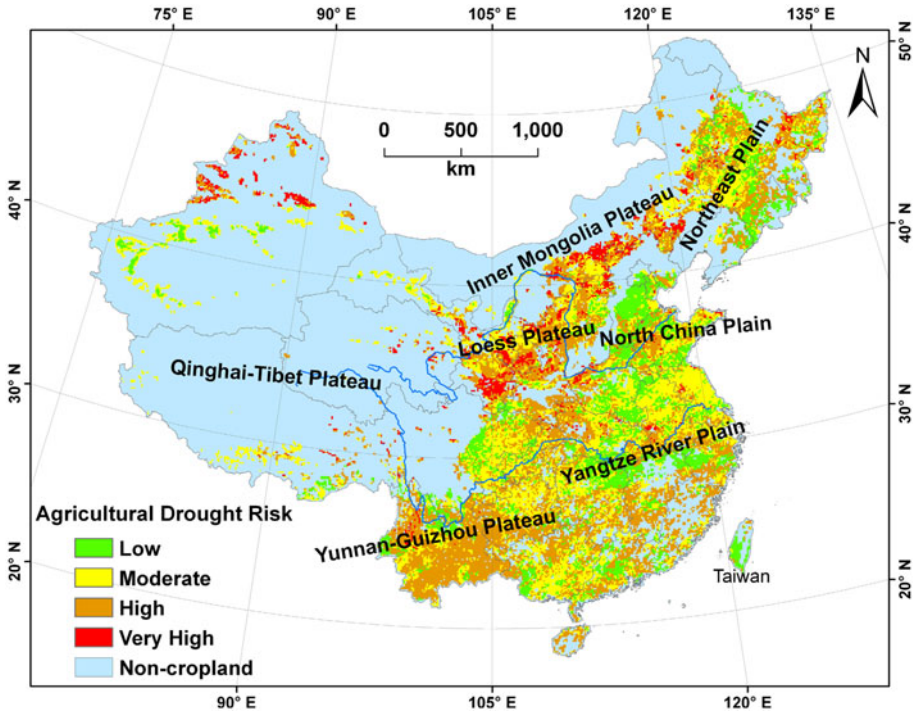 75° E
90° E
105° E
120° E
135° E
50° N
N
0 500 1,000
km
40° N
40° N
Northeast Plain
Inner Mongolia Plateau
Loess Plateau
North China Plain
Qinghai-Tibet Plateau
30° N
30° N
Yangtze River Plain
Yunnan-Guizhou Plateau
Agricultural Drought Risk
Low
Moderate
High
Very High
Non-cropland
Taiwan
20° N
20° N
90° E
105° E
120° E